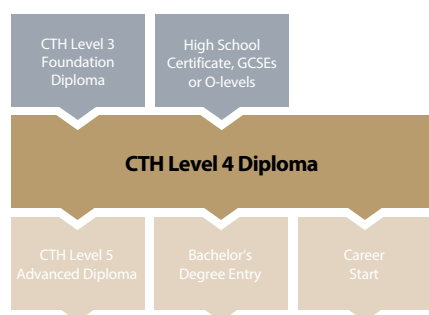 CTH Level 3
Foundation
Diploma
High School
Certificate, GCSEs
or O-levels
CTH Level 4 Diploma
CTH Level 5
Advanced Diploma
Bachelor's
Degree Entry
Career
Start